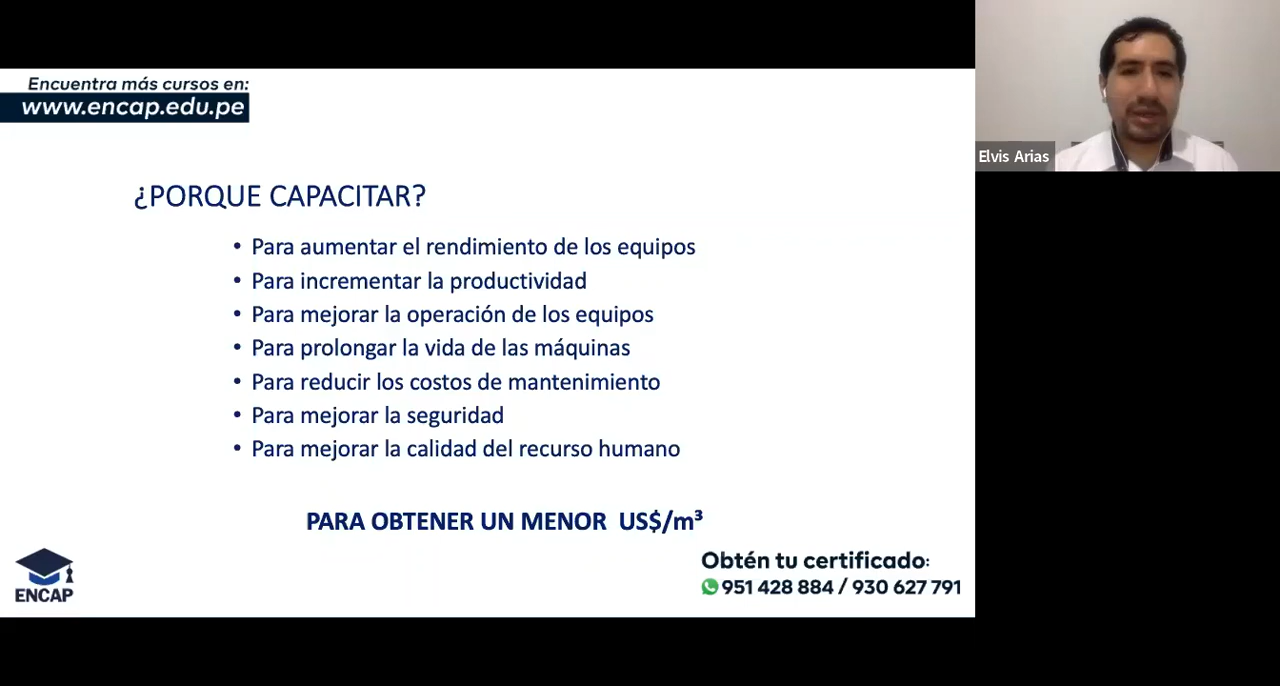 Encuentra más cursos en:
www.encap.edu.pe
Elvis Arias
¿PORQUE CAPACITAR?
• Para aumentar el rendimiento de los equipos
• Para incrementar la productividad
• Para mejorar la operación de los equipos
• Para prolongar la vida de las máquinas
• Para reducir los costos de mantenimiento
• Para mejorar la seguridad
• Para mejorar la calidad del recurso humano
PARA OBTENER UN MENOR US$/m³
ENCAP
Obtén tu certificado:
951 428 884 / 930 627 791